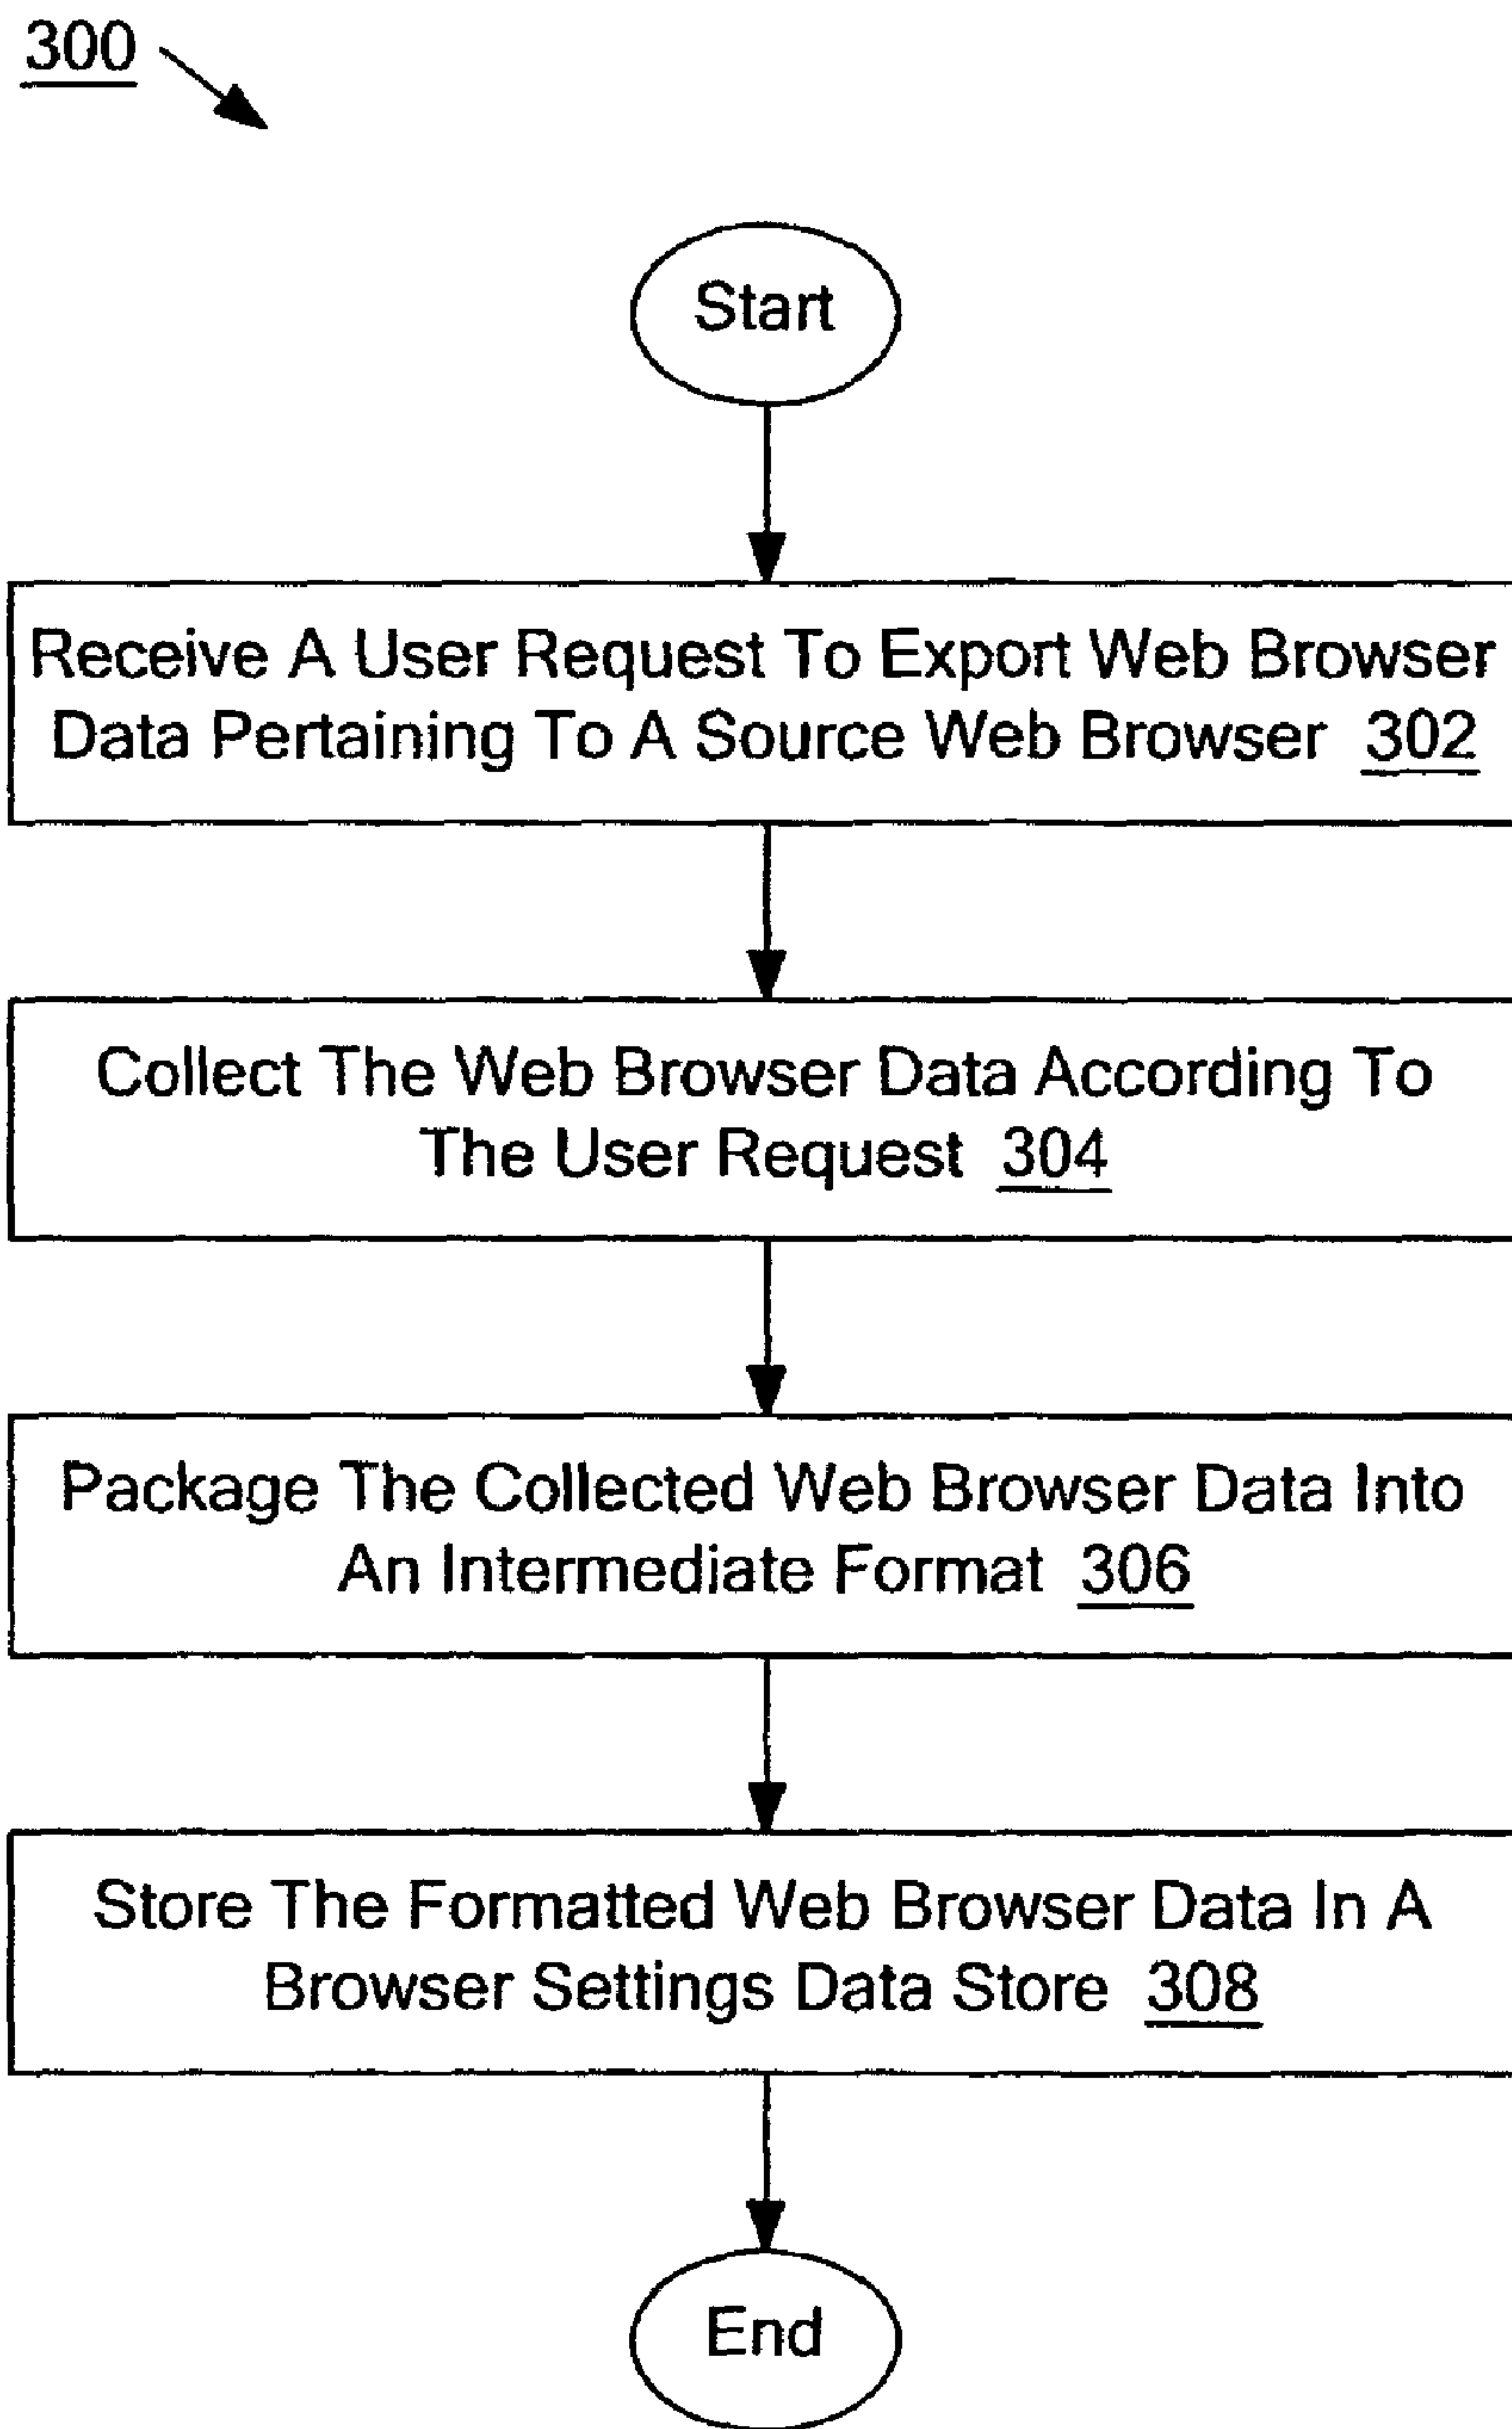 300
Start
Receive A User Request To Export Web Browser
Data Pertaining To A Source Web Browser 302
Collect The Web Browser Data According To
The User Request 304
Package The Collected Web Browser Data Into
An Intermediate Format 306
Store The Formatted Web Browser Data In A
Browser Settings Data Store 308
End